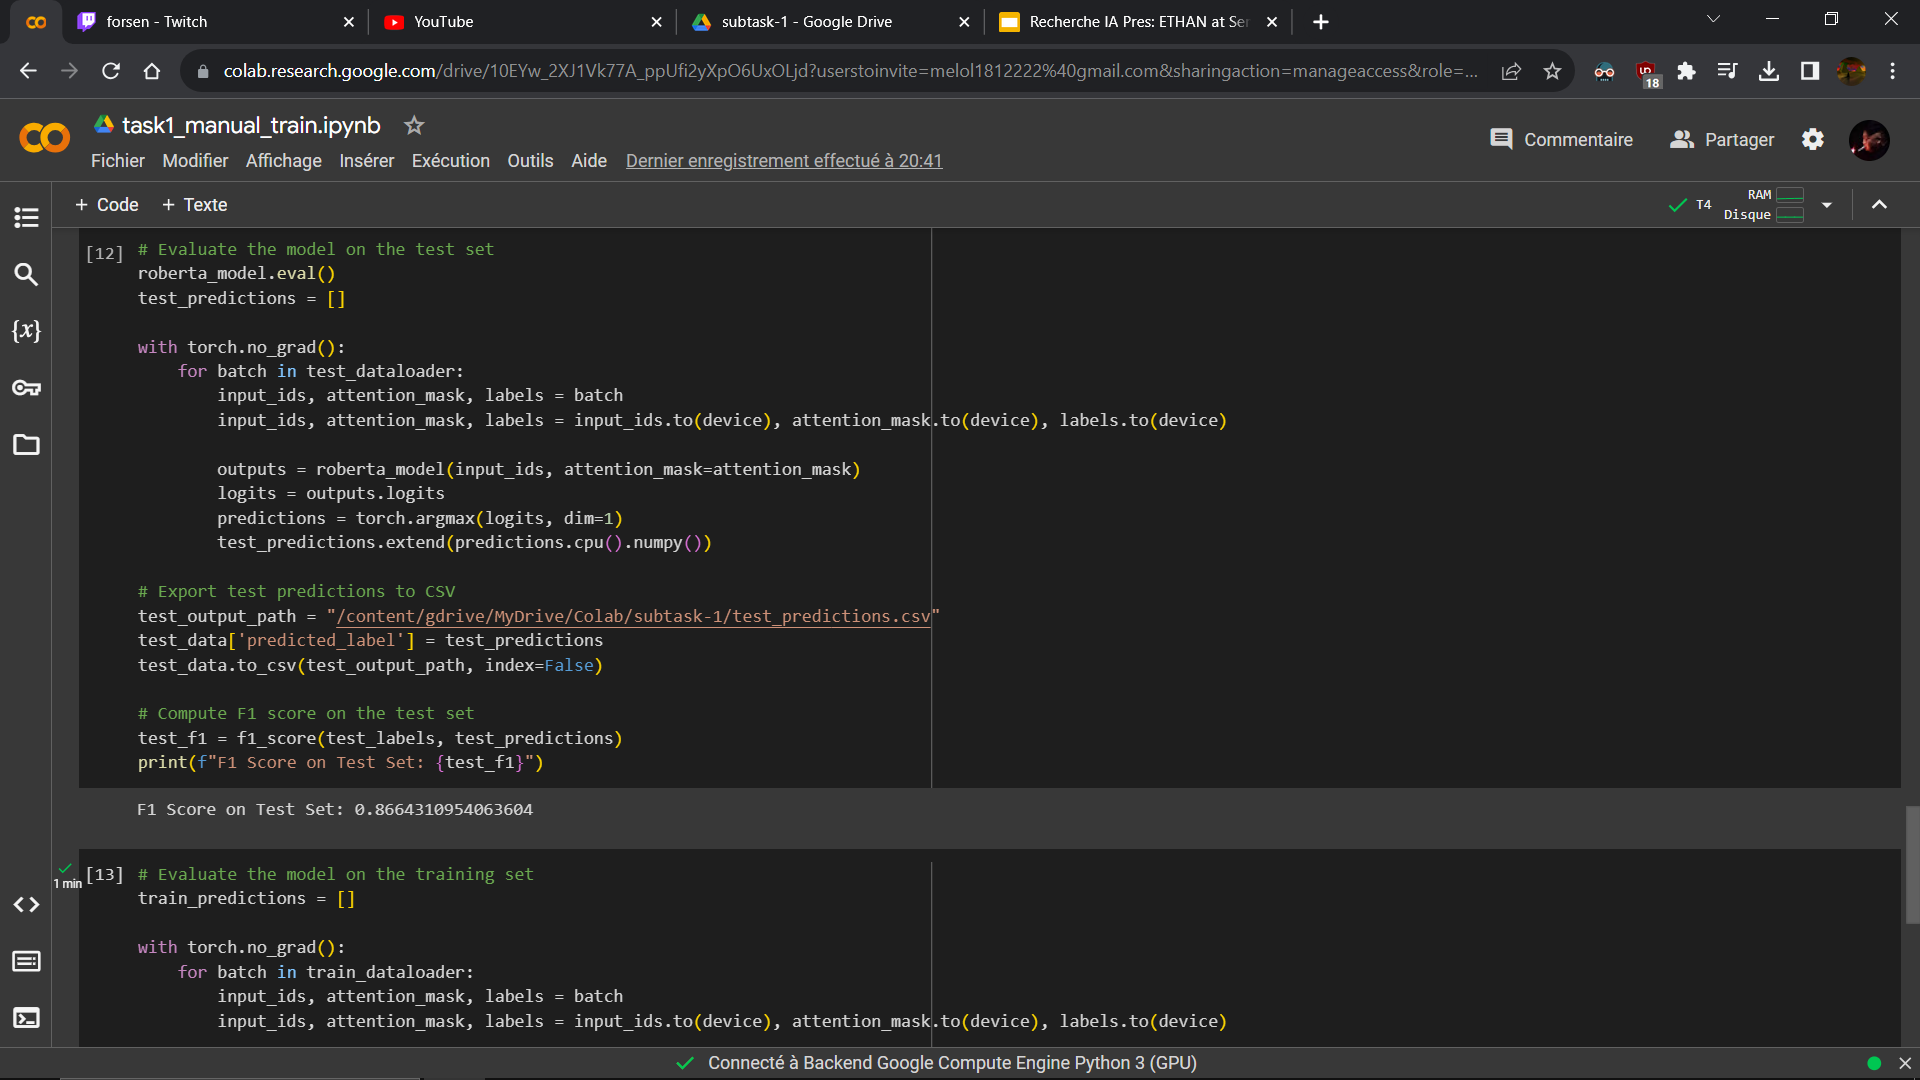 forsen - Twitch
YouTube
subtask-1 - Google Drive
Recherche IA Pres: ETHAN at Ser
colab.research.google.com/drive/10EYw_2XJ1Vk77A_ppUfi2yXpO6UxOLjd?userstoinvite=melol1812222%40gmail.com&sharingaction=manageaccess&role=...
18
task1_manual_train.ipynb
Commentaire
Partager
Fichier Modifier Affichage Insérer Exécution Outils Aide Dernier enregistrement effectué à 20:41
+ Code + Texte
T4
RAM
Disque
{x}
[12] # Evaluate the model on the test set
roberta_model.eval()
test_predictions = []
with torch.no_grad():
    for batch in test_dataloader:
        input_ids, attention_mask, labels = batch
        input_ids, attention_mask, labels = input_ids.to(device), attention_mask.to(device), labels.to(device)
        outputs = roberta_model(input_ids, attention_mask=attention_mask)
        logits = outputs.logits
        predictions = torch.argmax(logits, dim=1)
        test_predictions.extend(predictions.cpu().numpy())
# Export test predictions to CSV
test_output_path = "/content/gdrive/MyDrive/Colab/subtask-1/test_predictions.csv"
test_data['predicted_label'] = test_predictions
test_data.to_csv(test_output_path, index=False)
# Compute F1 score on the test set
test_f1 = f1_score(test_labels, test_predictions)
print(f"F1 Score on Test Set: {test_f1}")
F1 Score on Test Set: 0.8664310954063604
1 min
[13] # Evaluate the model on the training set
train_predictions = []
with torch.no_grad():
    for batch in train_dataloader:
        input_ids, attention_mask, labels = batch
        input_ids, attention_mask, labels = input_ids.to(device), attention_mask.to(device), labels.to(device)
Connecté à Backend Google Compute Engine Python 3 (GPU)